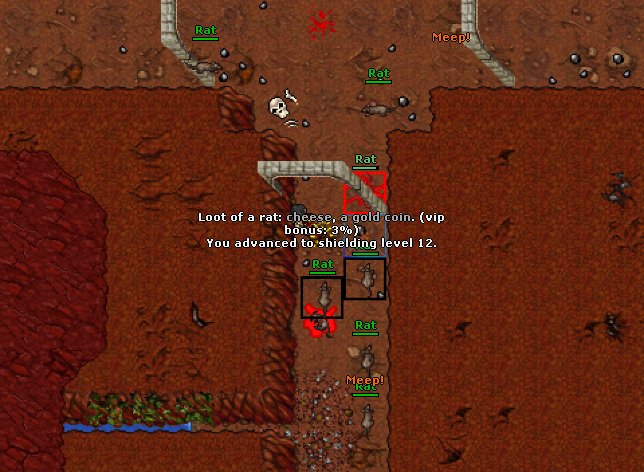 Rat
Meep!
Rat
Rat
Loot of a rat: cheese, a gold coin. (vip
bonus: 3%)
You advanced to shielding level 12.
Rat
Rat
Meep!
Rat